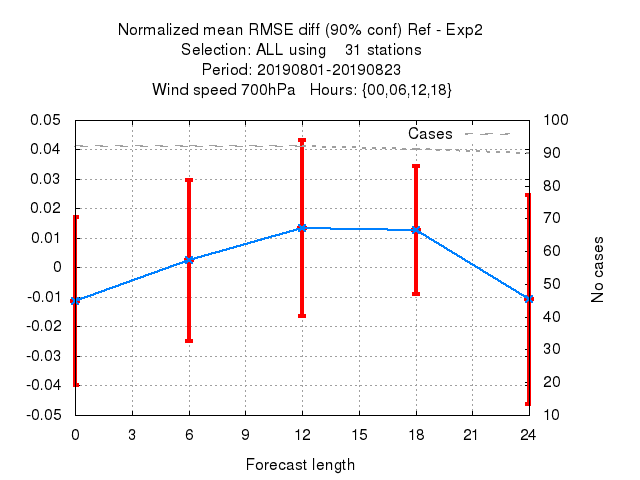 Normalized mean RMSE diff (90% conf) Ref - Exp2
Selection: ALL using    31 stations
Period: 20190801-20190823
Wind speed 700hPa   Hours: {00,06,12,18}
Cases
0.05
0.04
0.03
0.02
0.01
0
-0.01
-0.02
-0.03
-0.04
-0.05
100
90
80
70
60
50
40
30
20
10
No cases
0 3 6 9 12 15 18 21 24
Forecast length